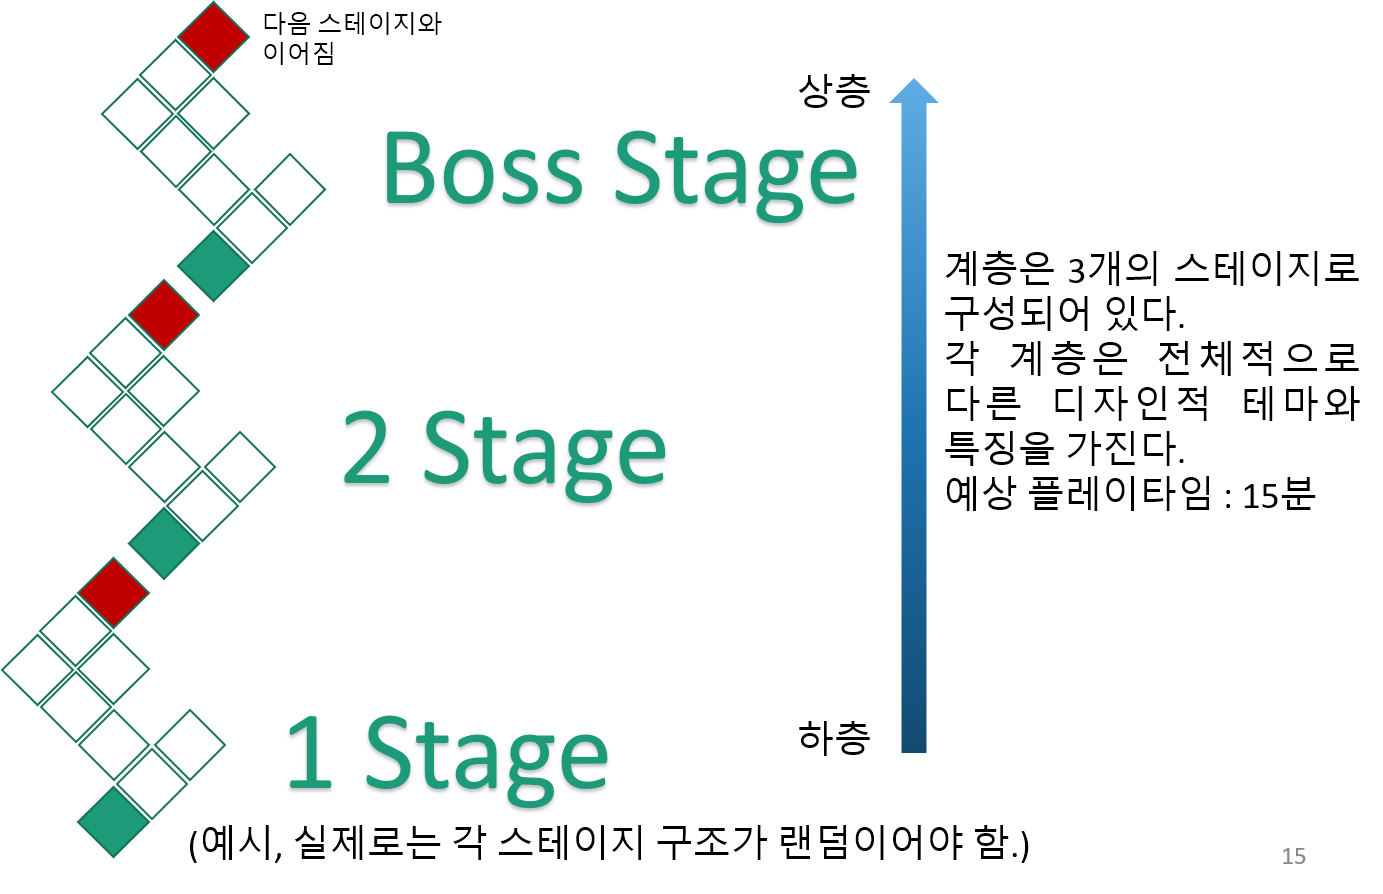 다음 스테이지와
이어짐
상층
Boss Stage
계층은 3개의 스테이지로
구성되어 있다.
각 계층은 전체적으로
다른 디자인적 테마와
특징을 가진다.
예상 플레이타임 : 15분
2 Stage
1 Stage
하층
(예시, 실제로는 각 스테이지 구조가 랜덤이어야 함.)
15